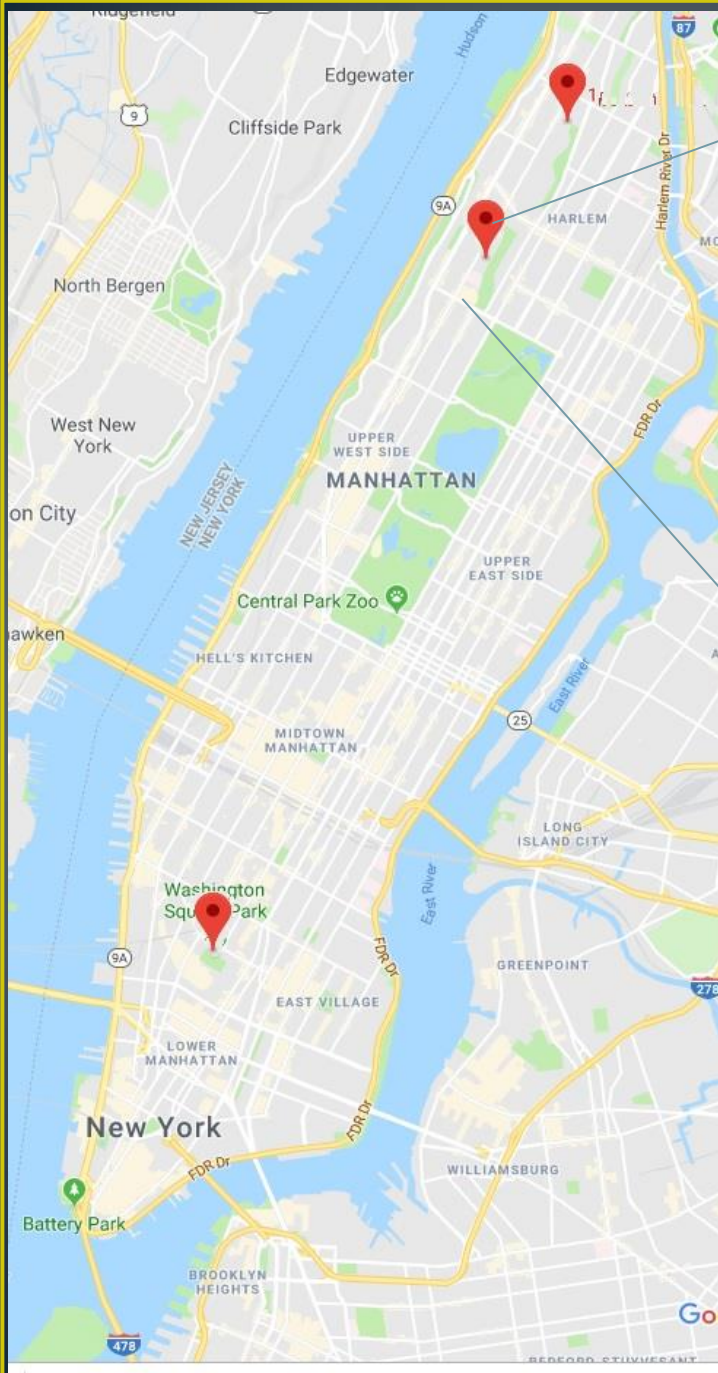 Edgewater
Hudson
87
9
Cliffside Park
Harlem River Dr
9A
HARLEM
North Bergen
West New
York
FDR Dr
UPPER
WEST SIDE
MANHATTAN
on City
NEW JERSEY
NEW YORK
UPPER
EAST SIDE
Central Park Zoo
awken
HELL'S KITCHEN
East River
25
MIDTOWN
MANHATTAN
LONG
ISLAND CITY
East River
Washington
Park
FDR Dr
9A
GREENPOINT
278
EAST VILLAGE
LOWER
MANHATTAN
New York
FDR Dr
FDR Dr
WILLIAMSBURG
Battery Park
BROOKLYN
HEIGHTS
Go
478